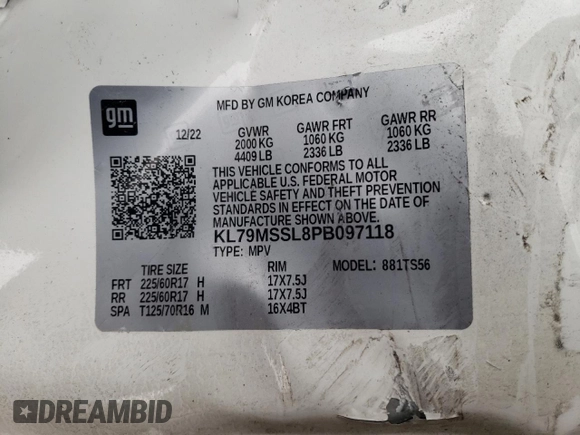 gm
MFD BY GM KOREA COMPANY
12/22 GVWR GAWR FRT GAWR RR
2000 KG 1060 KG 1060 KG
4409 LB 2336 LB 2336 LB
THIS VEHICLE CONFORMS TO ALL
APPLICABLE U.S. FEDERAL MOTOR
VEHICLE SAFETY AND THEFT PREVENTION
STANDARDS IN EFFECT ON THE DATE OF
MANUFACTURE SHOWN ABOVE.
KL79MSSL8PB097118
TYPE: MPV
TIRE SIZE RIM MODEL: 881TS56
FRT 225/60R17 H 17X7.5J
RR 225/60R17 H 17X7.5J
SPA T125/70R16 M 16X4BT
DREAMBID